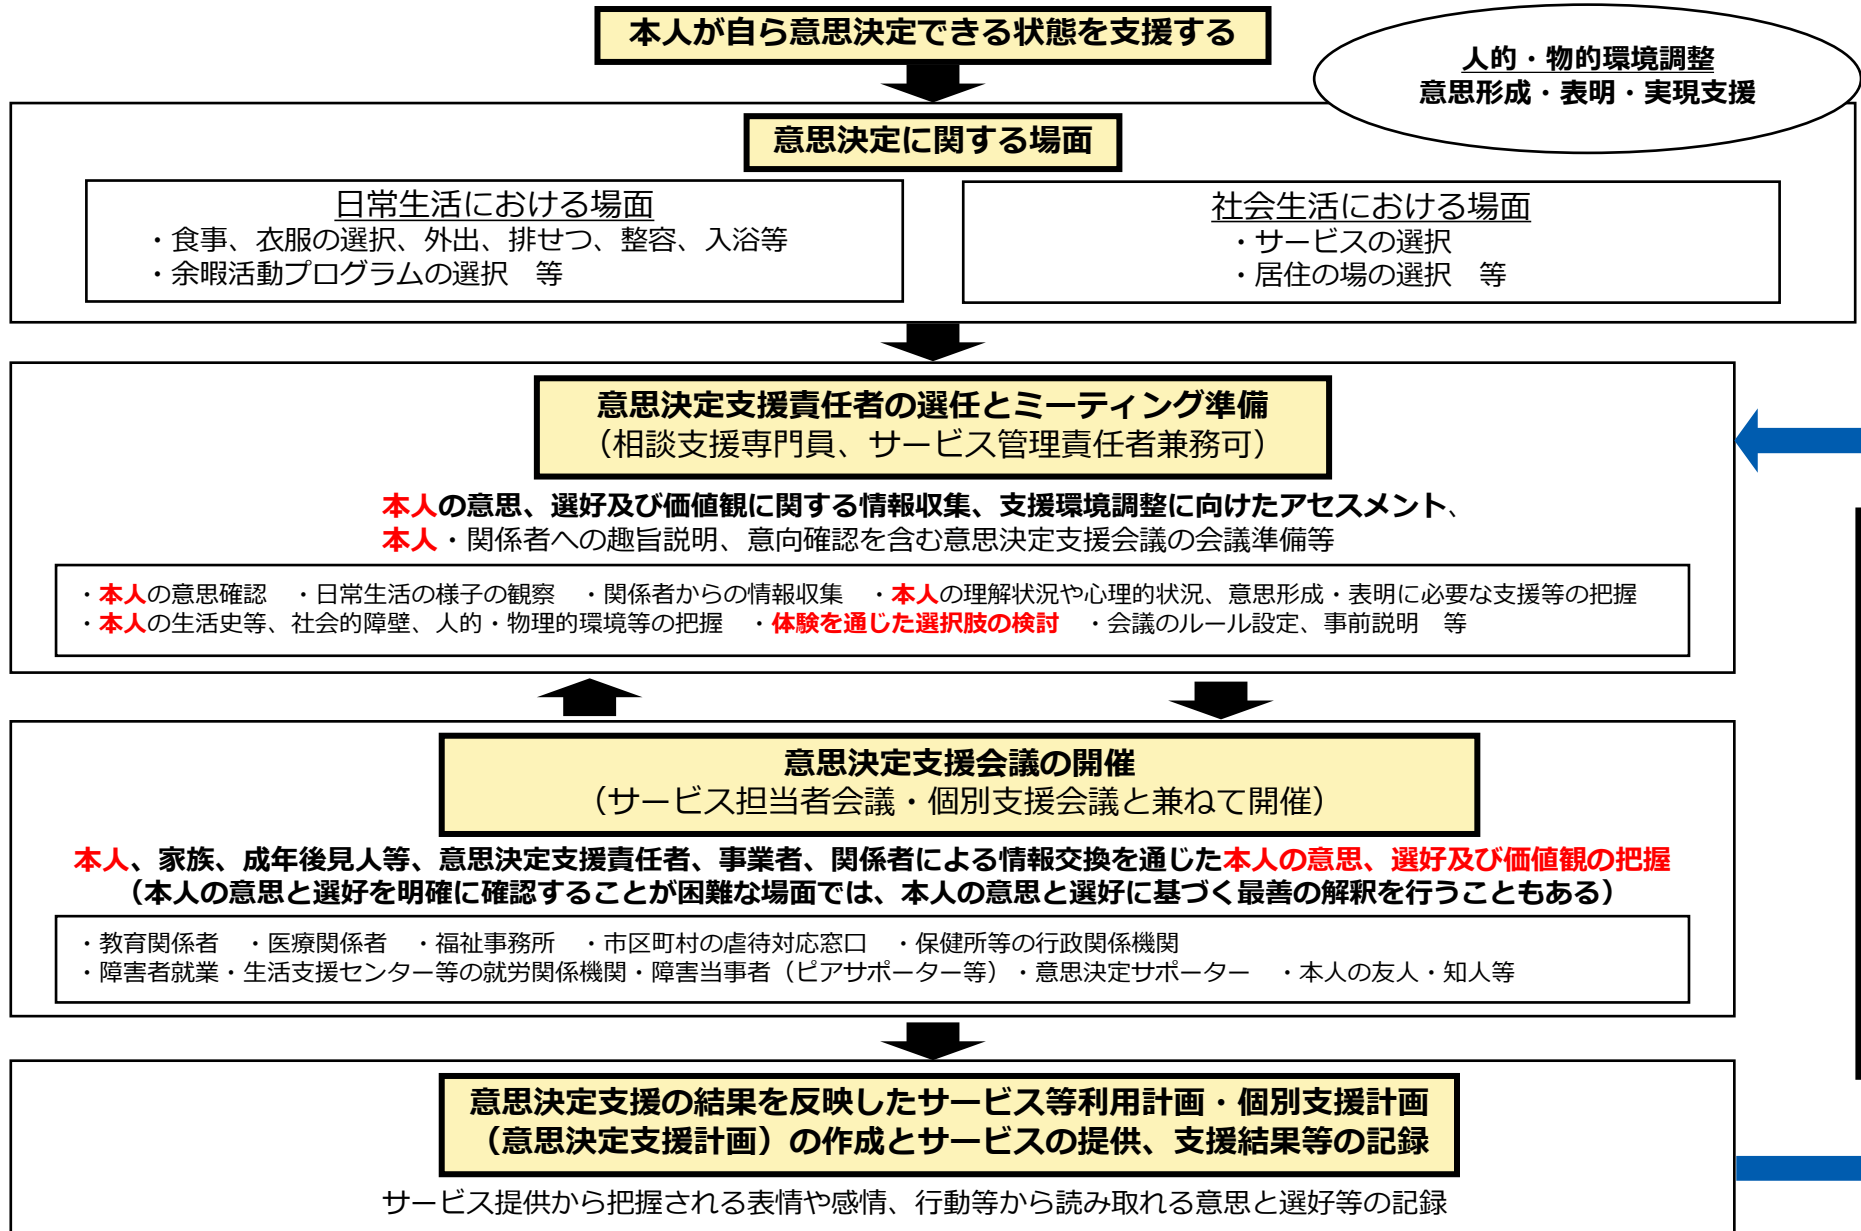 本人が自ら意思決定できる状態を支援する
人的・物的環境調整
意思形成・表明・実現支援
意思決定に関する場面
日常生活における場面
・食事、衣服の選択、外出、排せつ、整容、入浴等
・余暇活動プログラムの選択　等
社会生活における場面
・サービスの選択
・居住の場の選択　等
意思決定支援責任者の選任とミーティング準備
（相談支援専門員、サービス管理責任者兼務可）
本人の意思、選好及び価値観に関する情報収集、支援環境調整に向けたアセスメント、
本人・関係者への趣旨説明、意向確認を含む意思決定支援会議の会議準備等
・本人の意思確認　・日常生活の様子の観察　・関係者からの情報収集　・本人の理解状況や心理的状況、意思形成・表明に必要な支援等の把握
・本人の生活史等、社会的障壁、人的・物理的環境等の把握　・体験を通じた選択肢の検討　・会議のルール設定、事前説明　等
意思決定支援会議の開催
（サービス担当者会議・個別支援会議と兼ねて開催）
本人、家族、成年後見人等、意思決定支援責任者、事業者、関係者による情報交換を通じた本人の意思、選好及び価値観の把握
（本人の意思と選好を明確に確認することが困難な場面では、本人の意思と選好に基づく最善の解釈を行うこともある）
・教育関係者　・医療関係者　・福祉事務所　・市区町村の虐待対応窓口　・保健所等の行政関係機関
・障害者就業・生活支援センター等の就労関係機関・障害当事者（ピアサポーター等）・意思決定サポーター　・本人の友人・知人等
意思決定支援の結果を反映したサービス等利用計画・個別支援計画
（意思決定支援計画）の作成とサービスの提供、支援結果等の記録
サービス提供から把握される表情や感情、行動等から読み取れる意思と選好等の記録